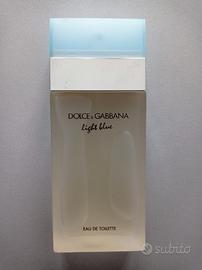 DOLCE & GABBANA
light blue
EAU DE TOILETTE
subito